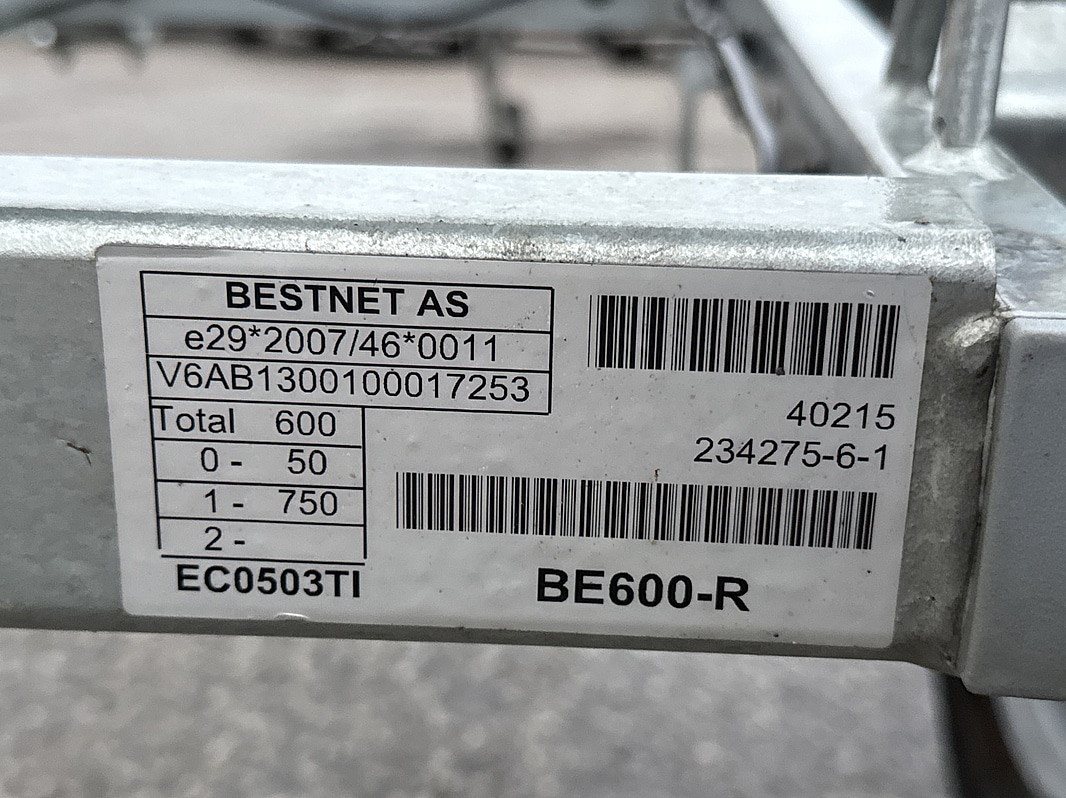 BESTNET AS
e29*2007/46*0011
V6AB1300100017253
Total 600
0 - 50
1 - 750
2 -
EC0503TI
40215
234275-6-1
BE600-R